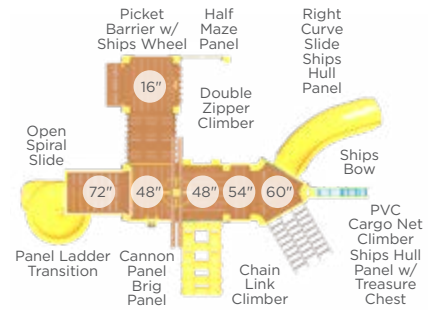 Picket
Barrier w/
Ships Wheel
Half
Maze
Panel
Right
Curve
Slide
Ships
Hull
Panel
16"
Double
Zipper
Climber
Open
Spiral
Slide
Ships
Bow
72"
48"
48"
54"
60"
Panel Ladder
Transition
Cannon
Panel
Brig
Panel
Chain
Link
Climber
PVC
Cargo Net
Climber
Ships Hull
Panel w/
Treasure
Chest